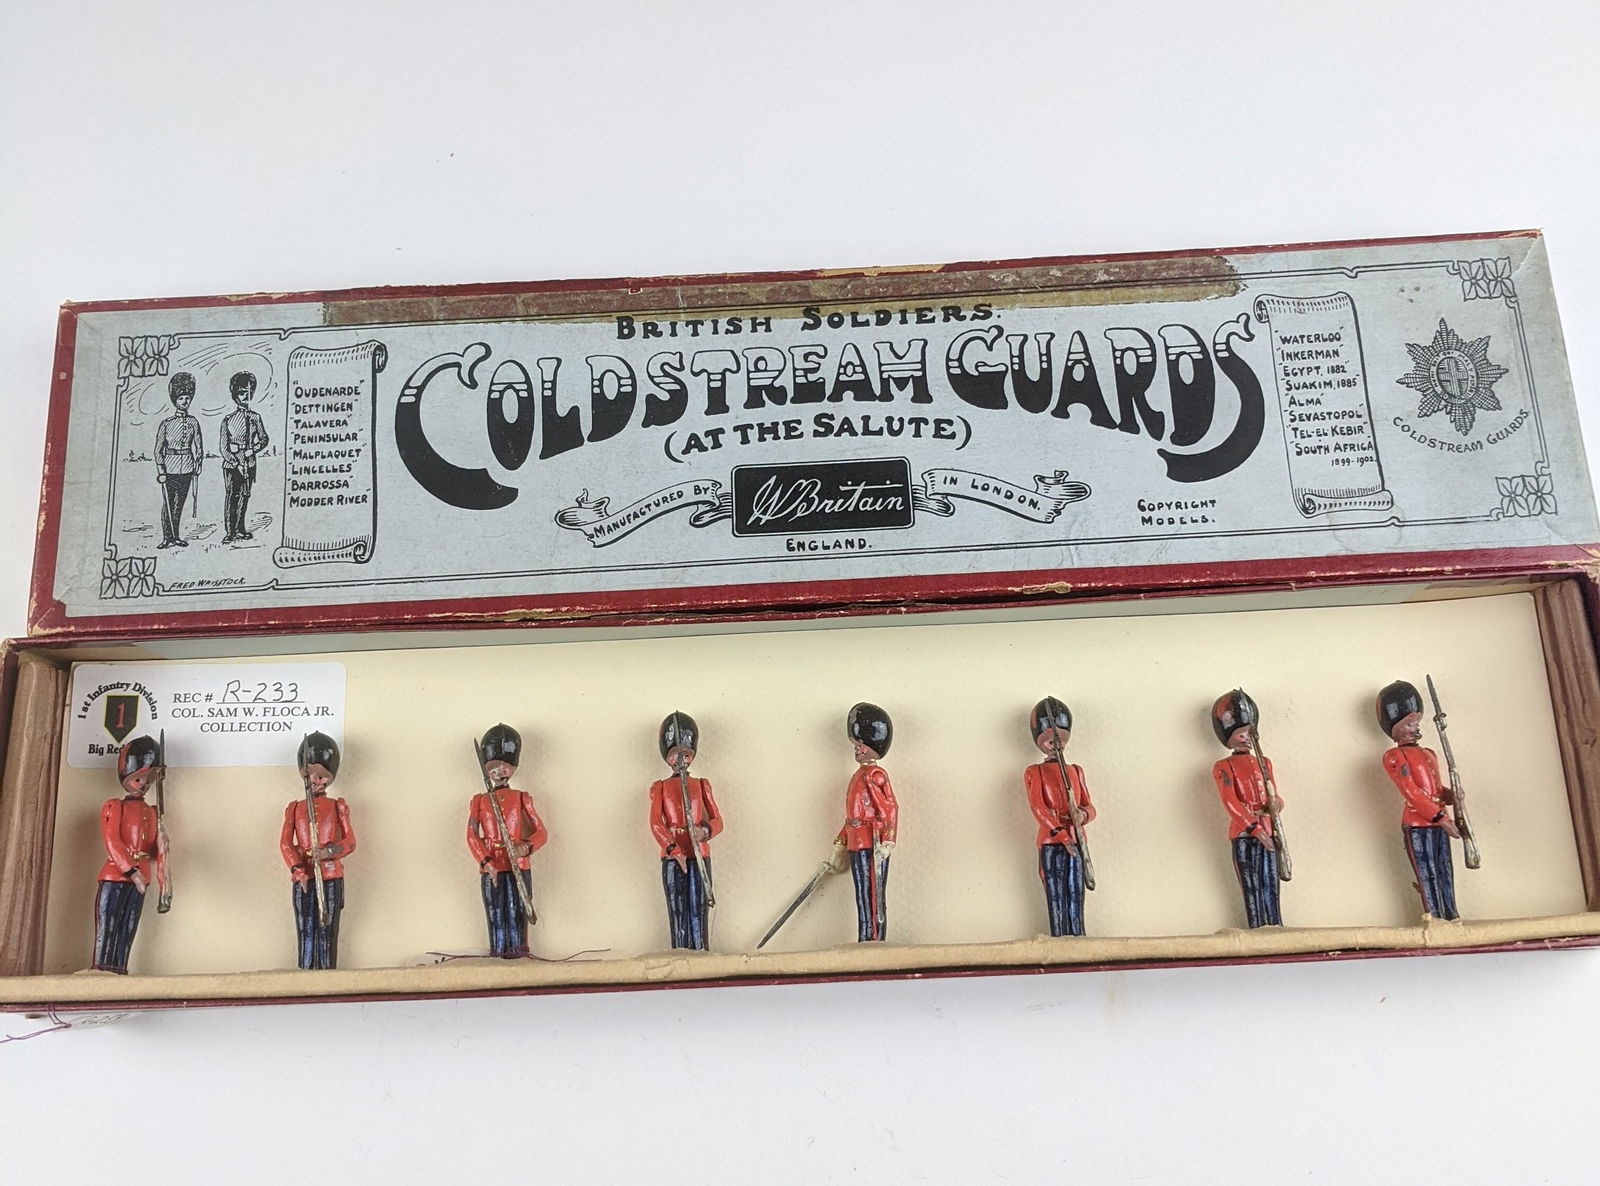 BRITISH SOLDIERS.
COLDSTREAM GUARDS
(AT THE SALUTE)
MANUFACTURED BY
W Britain
IN LONDON.
ENGLAND.
COPYRIGHT
MODELS.
"OUDENARDE"
"DETTINGEN"
"TALAVERA"
"PENINSULAR"
"MALPLAQUET"
"LINCELLES"
"BARROSSA"
"MODDER RIVER"
FRED WHISSTOCK.
"WATERLOO"
"INKERMAN"
"EGYPT, 1882"
"SUAKIM, 1885"
"ALMA"
"SEVASTOPOL"
"TEL-EL-KEBIR"
"SOUTH AFRICA
1899-1902."
COLDSTREAM GUARDS
1st Infantry Division
1
Big Red
REC # R-233
COL. SAM W. FLOCA JR.
COLLECTION